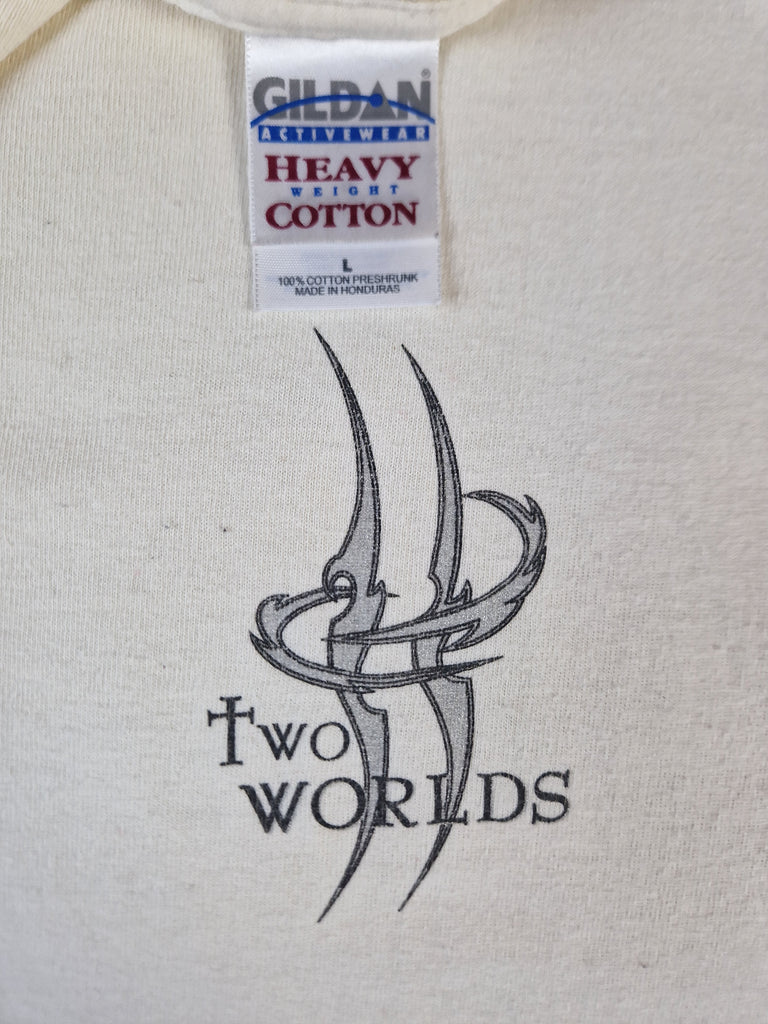 GILDAN®
ACTIVEWEAR
HEAVY
WEIGHT
COTTON
L
100% COTTON PRESHRUNK
MADE IN HONDURAS
TWO
WORLDS